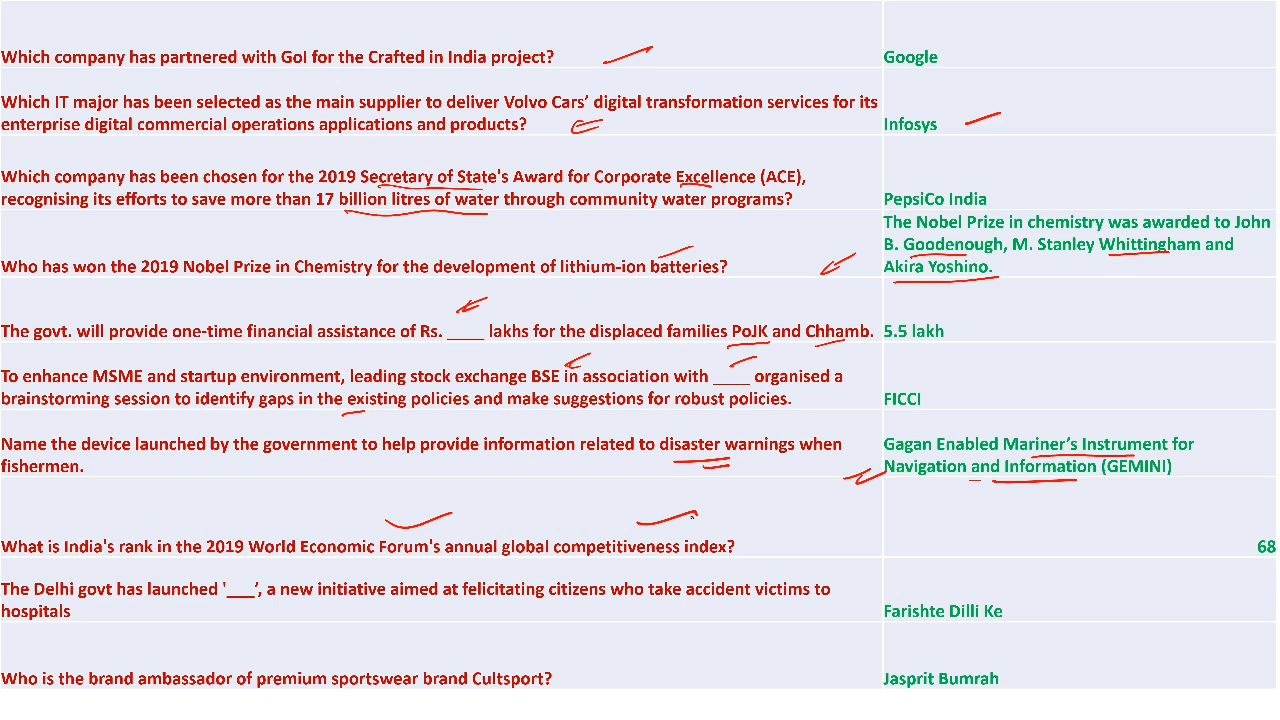 Which company has partnered with GoI for the Crafted in India project?
Google
Which IT major has been selected as the main supplier to deliver Volvo Cars’ digital transformation services for its
enterprise digital commercial operations applications and products?
Infosys
Which company has been chosen for the 2019 Secretary of State's Award for Corporate Excellence (ACE),
recognising its efforts to save more than 17 billion litres of water through community water programs?
PepsiCo India
Who has won the 2019 Nobel Prize in Chemistry for the development of lithium-ion batteries?
The Nobel Prize in chemistry was awarded to John
B. Goodenough, M. Stanley Whittingham and
Akira Yoshino.
The govt. will provide one-time financial assistance of Rs. ____ lakhs for the displaced families PoJK and Chhamb.
5.5 lakh
To enhance MSME and startup environment, leading stock exchange BSE in association with ____ organised a
brainstorming session to identify gaps in the existing policies and make suggestions for robust policies.
FICCI
Name the device launched by the government to help provide information related to disaster warnings when
fishermen.
Gagan Enabled Mariner’s Instrument for
Navigation and Information (GEMINI)
What is India's rank in the 2019 World Economic Forum's annual global competitiveness index?
68
The Delhi govt has launched '___’, a new initiative aimed at felicitating citizens who take accident victims to
hospitals
Farishte Dilli Ke
Who is the brand ambassador of premium sportswear brand Cultsport?
Jasprit Bumrah